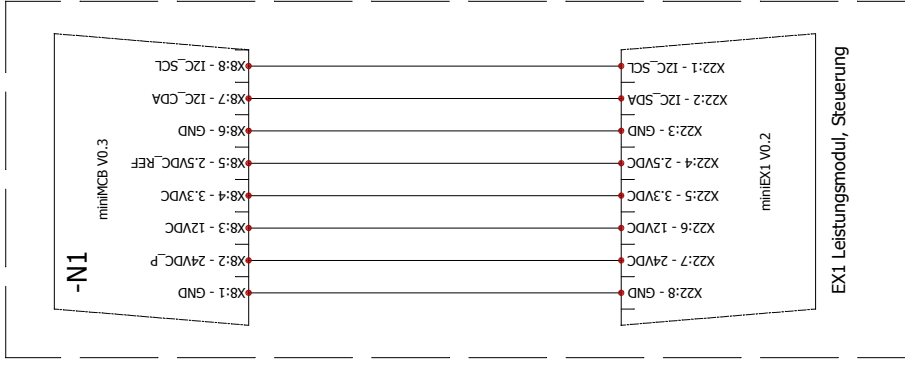 -N1
miniMCB V0.3
X8:8 - I2C_SCL
X8:7 - I2C_CDA
X8:6 - GND
X8:5 - 2.5VDC_REF
X8:4 - 3.3VDC
X8:3 - 12VDC
X8:2 - 24VDC_P
X8:1 - GND
X22:1 - I2C_SCL
X22:2 - I2C_SDA
X22:3 - GND
X22:4 - 2.5VDC
X22:5 - 3.3VDC
X22:6 - 12VDC
X22:7 - 24VDC
X22:8 - GND
miniEX1 V0.2
EX1 Leistungsmodul, Steuerung